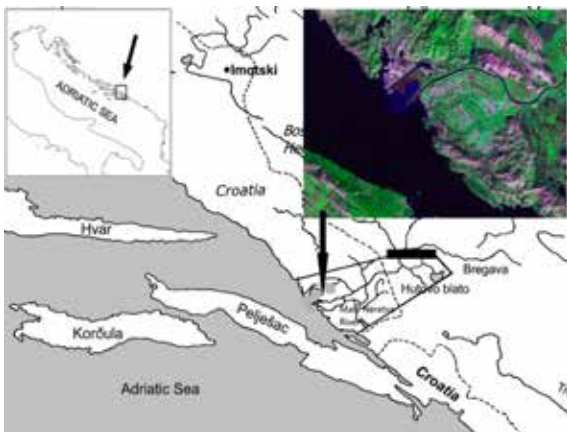 ADRIATIC SEA
Imotski
Croatia
Hvar
Bregava
Hutovo blato
Pelješac
Korčula
Croatia
Adriatic Sea